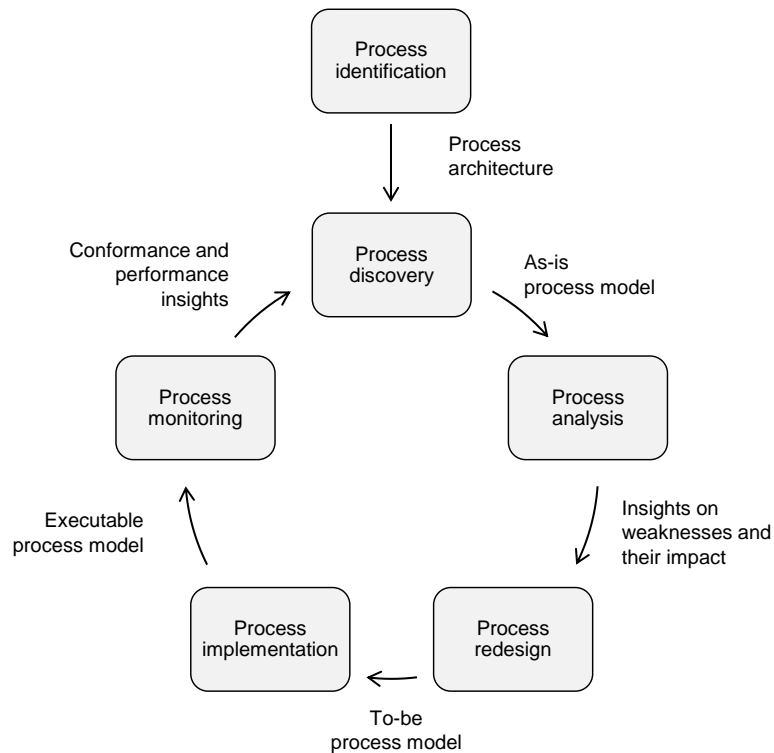 Process
identification
Process
architecture
Process
discovery
As-is
process model
Process
analysis
Insights on
weaknesses and
their impact
Process
redesign
To-be
process model
Process
implementation
Executable
process model
Process
monitoring
Conformance and
performance
insights